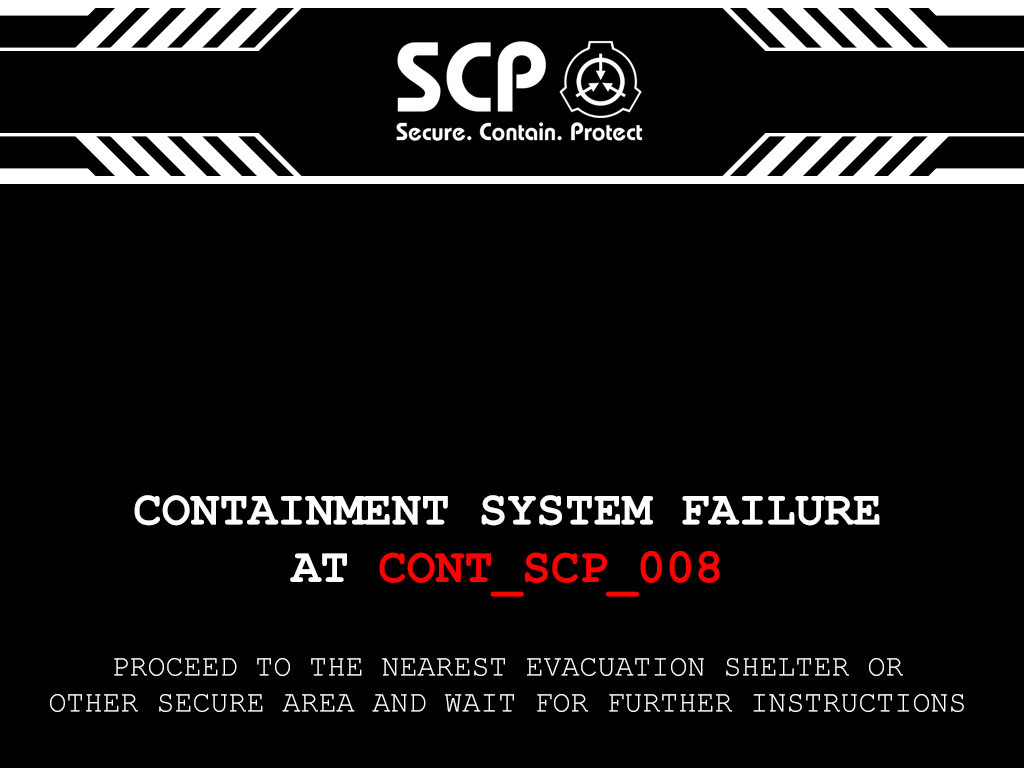 SCP
Secure. Contain. Protect
CONTAINMENT SYSTEM FAILURE
AT CONT_SCP_008
PROCEED TO THE NEAREST EVACUATION SHELTER OR
OTHER SECURE AREA AND WAIT FOR FURTHER INSTRUCTIONS